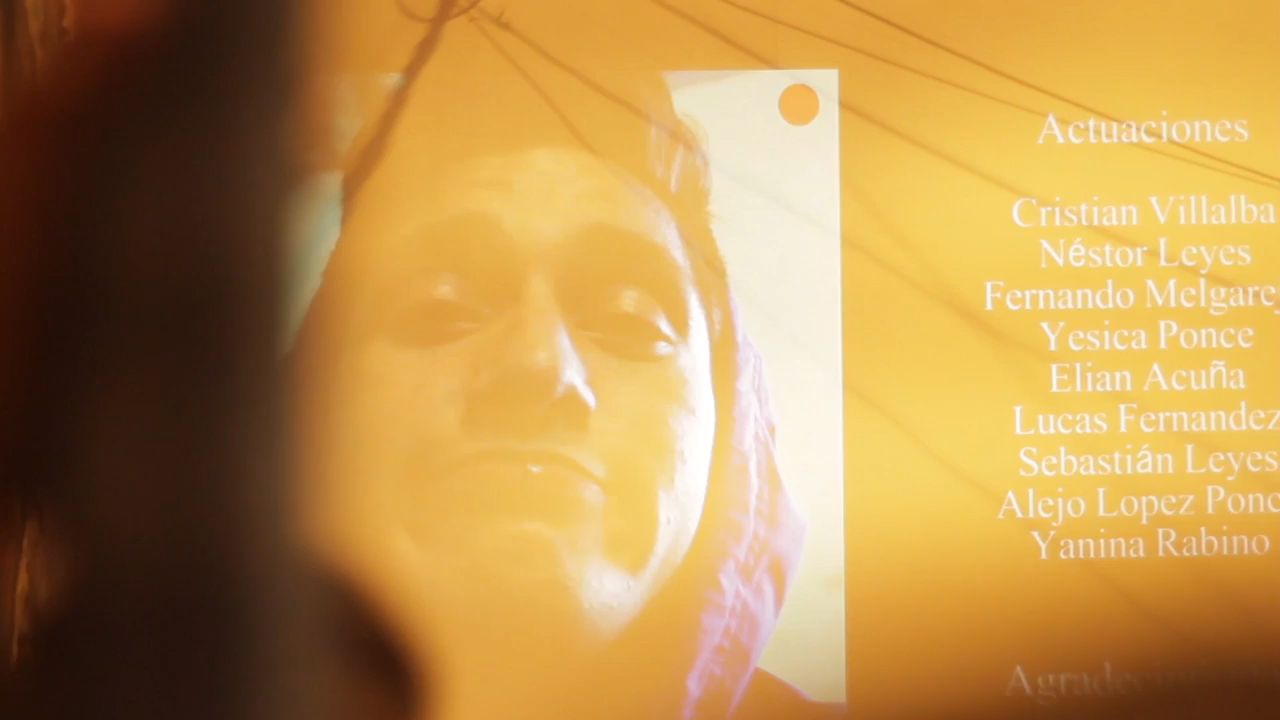 Actuaciones
Cristian Villalba
Néstor Leyes
Fernando Melgare
Yesica Ponce
Elian Acuña
Lucas Fernandez
Sebastián Leyes
Alejo Lopez Ponc
Yanina Rabino